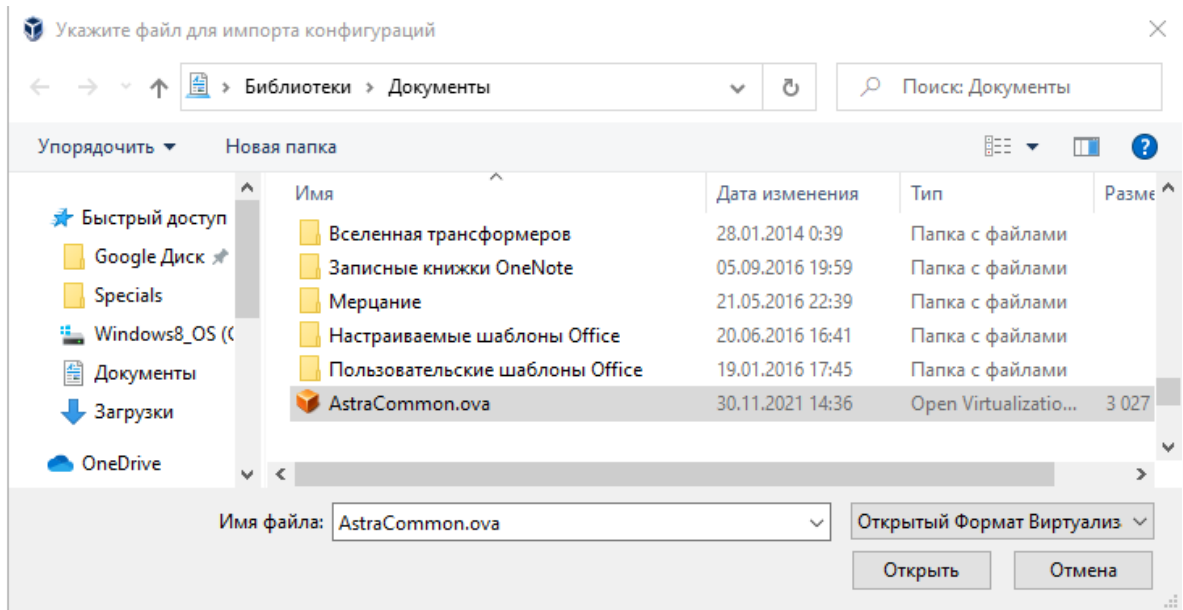 Укажите файл для импорта конфигураций
Библиотеки > Документы
Поиск: Документы
Упорядочить
Новая папка
Имя Дата изменения Тип Разме
Быстрый доступ
Google Диск
Specials
Windows8_OS (C
Документы
Загрузки
OneDrive
Вселенная трансформеров 28.01.2014 0:39 Папка с файлами
Записные книжки OneNote 05.09.2016 19:59 Папка с файлами
Мерцание 21.05.2016 22:39 Папка с файлами
Настраиваемые шаблоны Office 20.06.2016 16:41 Папка с файлами
Пользовательские шаблоны Office 19.01.2016 17:45 Папка с файлами
AstraCommon.ova 30.11.2021 14:36 Open Virtualizatio... 3 027
Имя файла: AstraCommon.ova
Открытый Формат Виртуализ
Открыть
Отмена